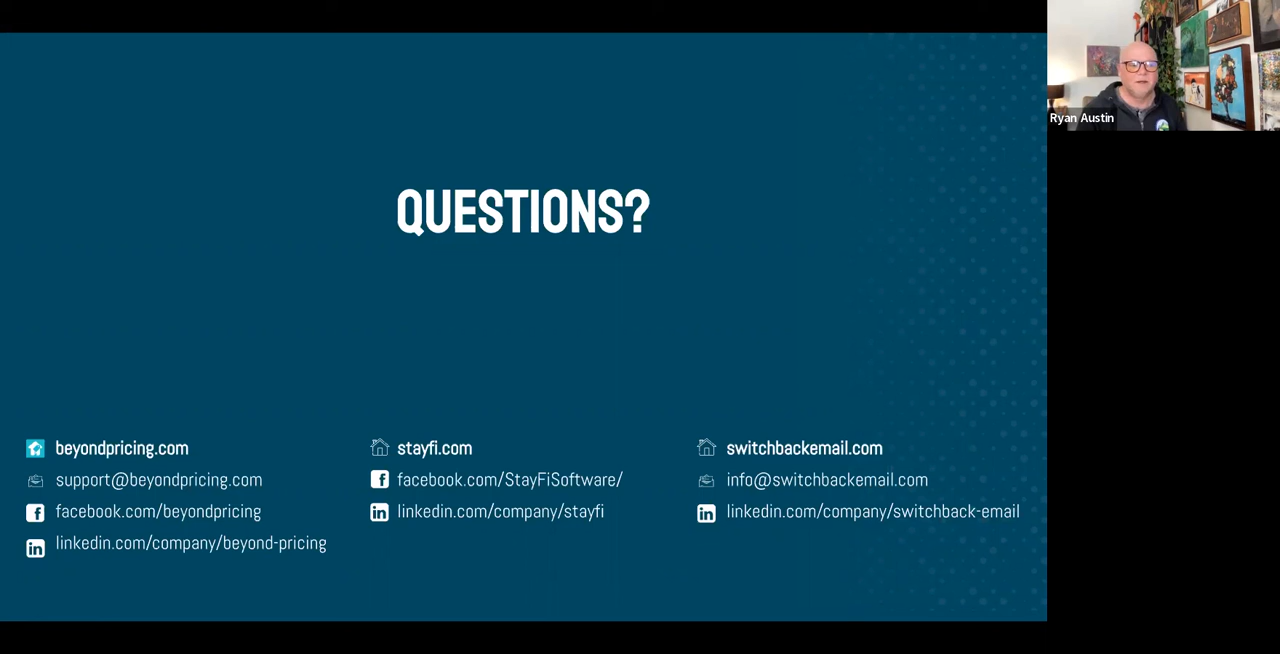 QUESTIONS?
beyondpricing.com
support@beyondpricing.com
facebook.com/beyondpricing
linkedin.com/company/beyond-pricing
stayfi.com
facebook.com/StayFiSoftware/
linkedin.com/company/stayfi
switchbackemail.com
info@switchbackemail.com
linkedin.com/company/switchback-email
Ryan Austin